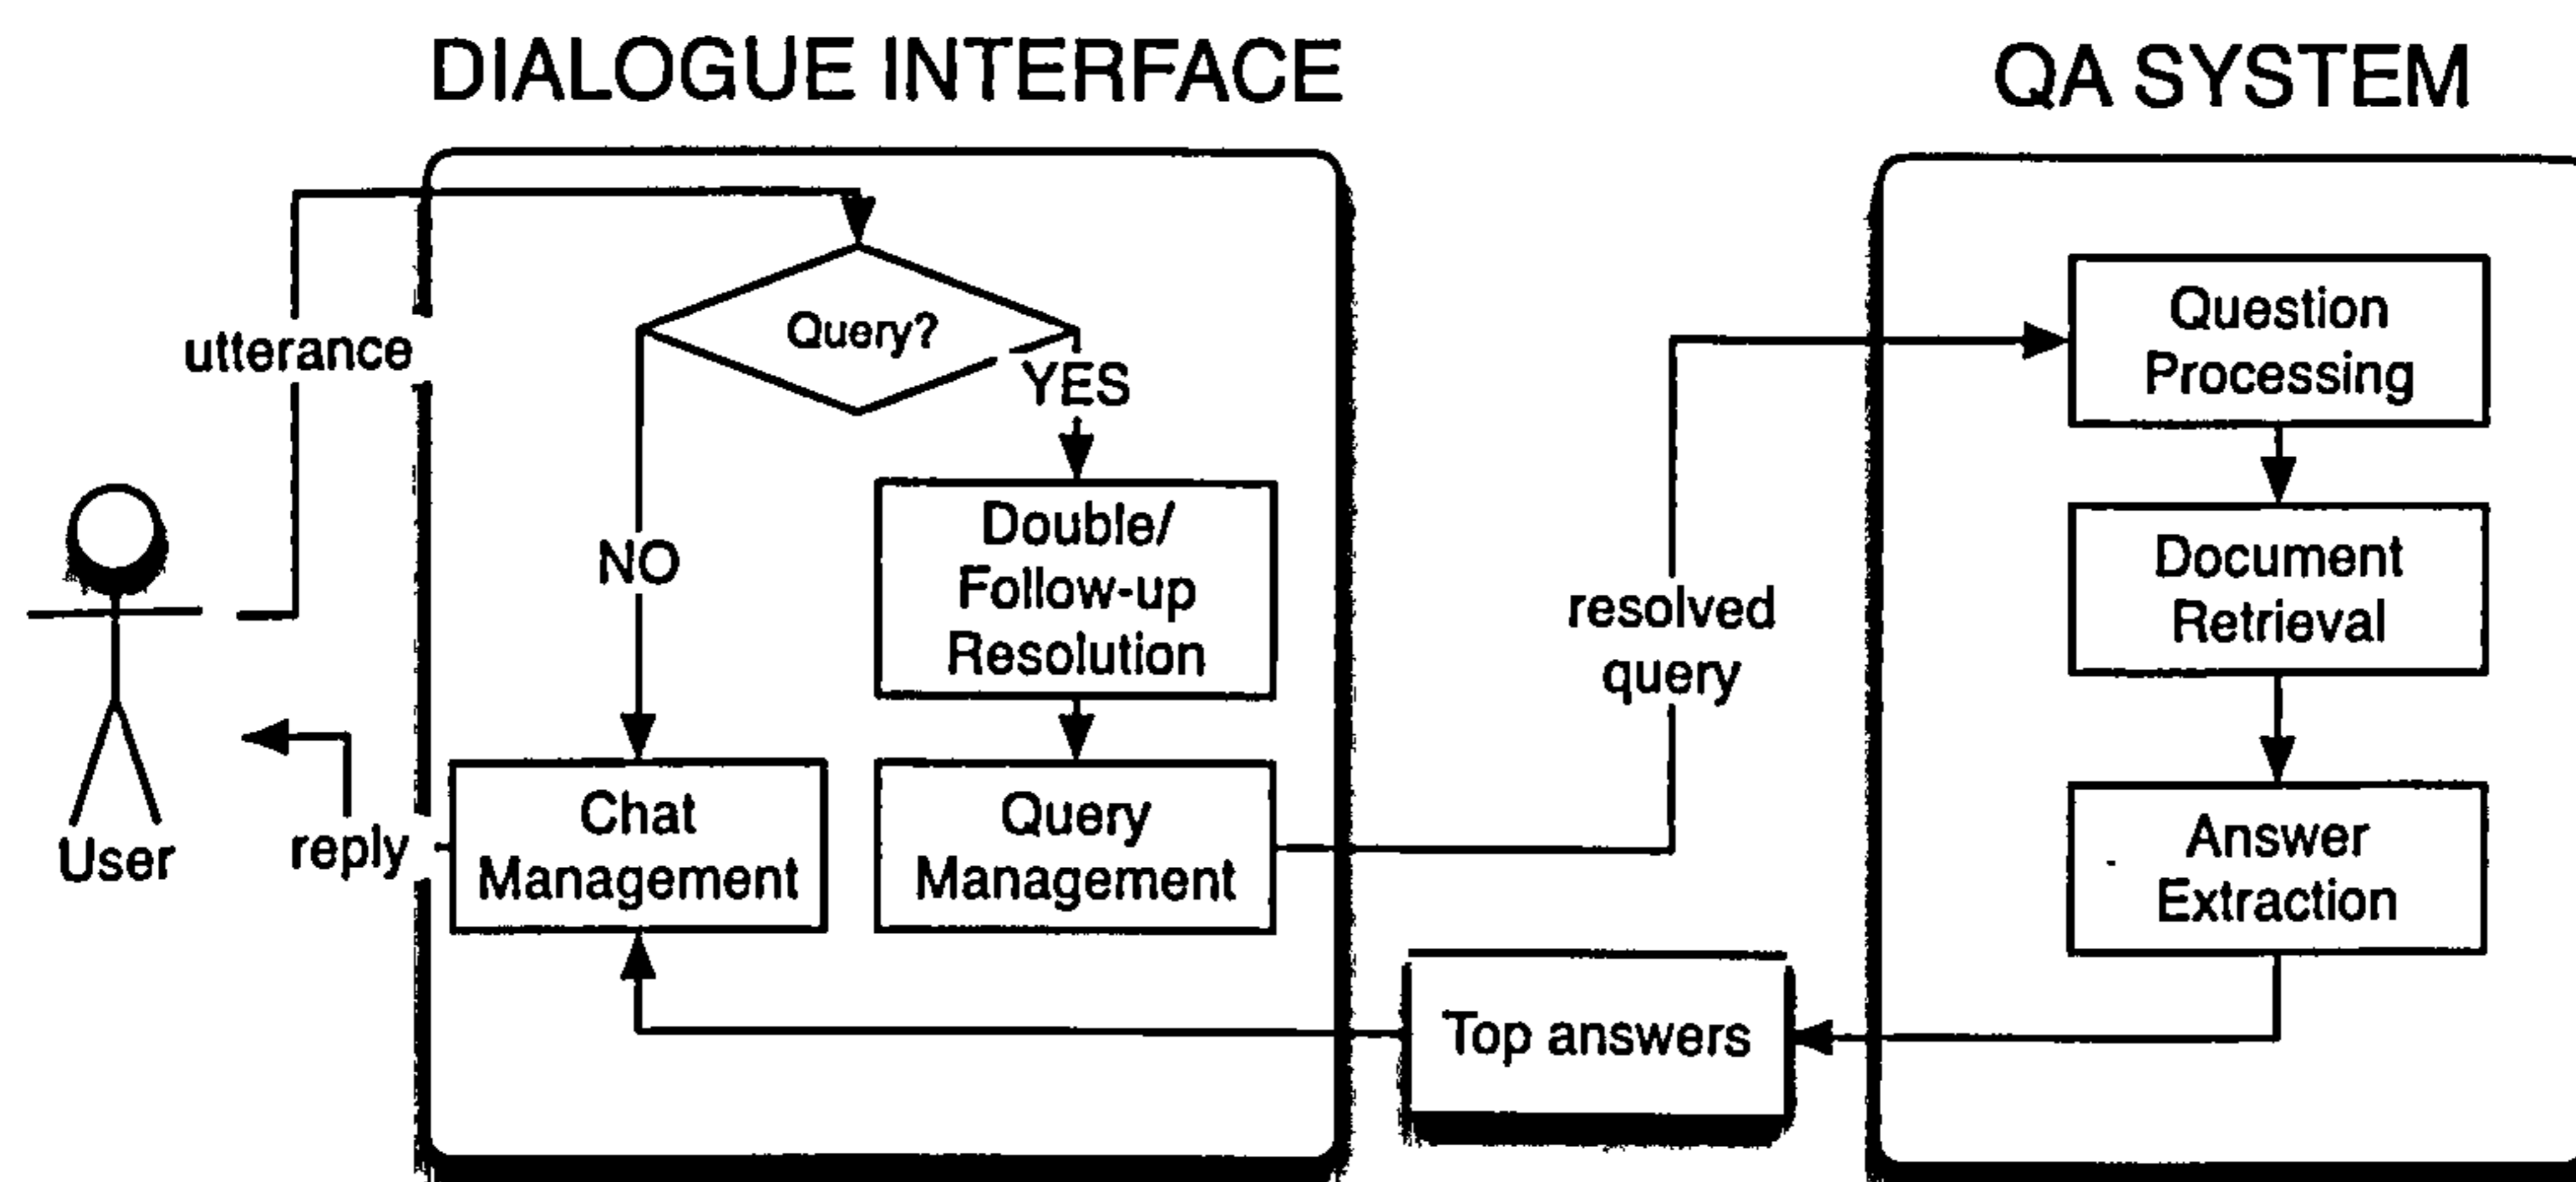 DIALOGUE INTERFACE
QA SYSTEM
utterance
Query?
YES
NO
Double/
Follow-up
Resolution
Chat
Management
Query
Management
reply
User
resolved
query
Question
Processing
Document
Retrieval
Answer
Extraction
Top answers